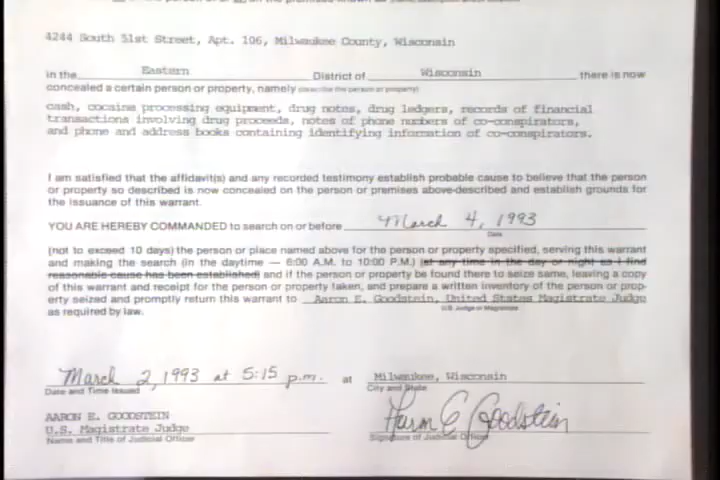 4244 South 51st Street, Apt. 106, Milwaukee County, Wisconsin
in the Eastern District of Wisconsin there is now
concealed a certain person or property, namely (describe the person or property)
cash, cocaine processing equipment, drug notes, drug ledgers, records of financial
transactions involving drug proceeds, notes of phone numbers of co-conspirators,
and phone and address books containing identifying information of co-conspirators.
I am satisfied that the affidavit(s) and any recorded testimony establish probable cause to believe that the person
or property so described is now concealed on the person or premises above-described and establish grounds for
the issuance of this warrant.
YOU ARE HEREBY COMMANDED to search on or before March 4, 1993
Date
(not to exceed 10 days) the person or place named above for the person or property specified, serving this warrant
and making the search (in the daytime — 6:00 A.M. to 10:00 P.M.) (at any time in the day or night as I find
reasonable cause has been established) and if the person or property be found there to seize same, leaving a copy
of this warrant and receipt for the person or property taken, and prepare a written inventory of the person or prop-
erty seized and promptly return this warrant to Aaron E. Goodstein, United States Magistrate Judge
as required by law. U.S. Judge or Magistrate
March 2, 1993 at 5:15 p.m. at Milwaukee, Wisconsin
Date and Time Issued City and State
AARON E. GOODSTEIN Aaron E Goodstein
U.S. Magistrate Judge
Name and Title of Judicial Officer Signature of Judicial Officer